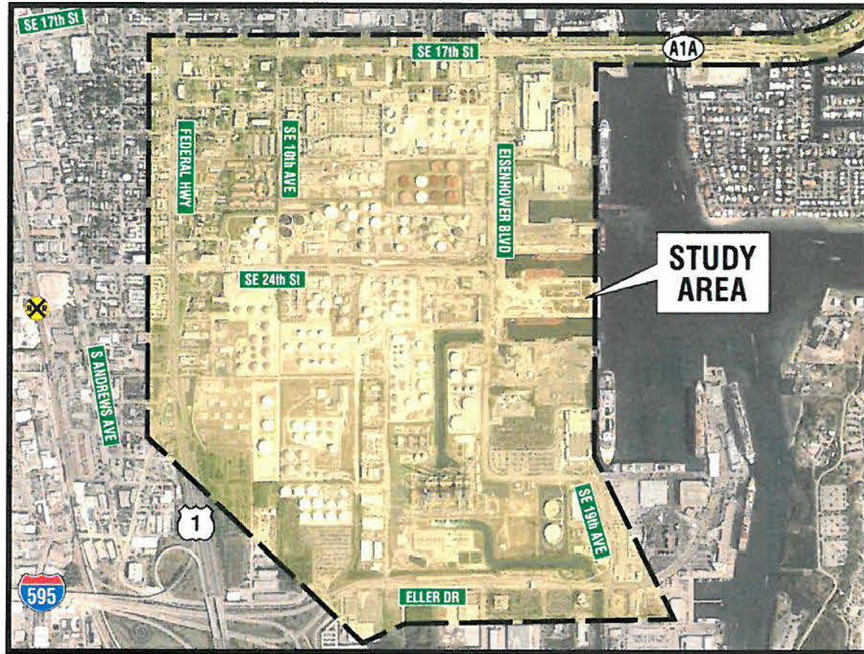 SE 17th St
SE 17th St
A1A
FEDERAL HWY
SE 10th AVE
EISENHOWER BLVD
STUDY
AREA
SE 24th St
R R
S ANDREWS AVE
1
SE 19th AVE
595
ELLER DR